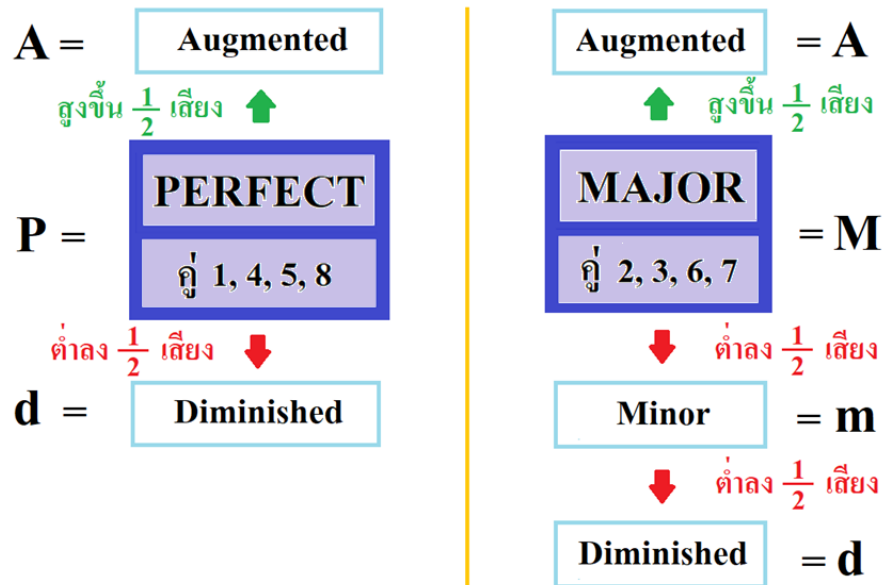 A = Augmented
สูงขึ้น 1/2 เสียง
P = PERFECT
คู่ 1, 4, 5, 8
ต่ำลง 1/2 เสียง
d = Diminished
Augmented = A
สูงขึ้น 1/2 เสียง
MAJOR = M
คู่ 2, 3, 6, 7
ต่ำลง 1/2 เสียง
Minor = m
ต่ำลง 1/2 เสียง
Diminished = d